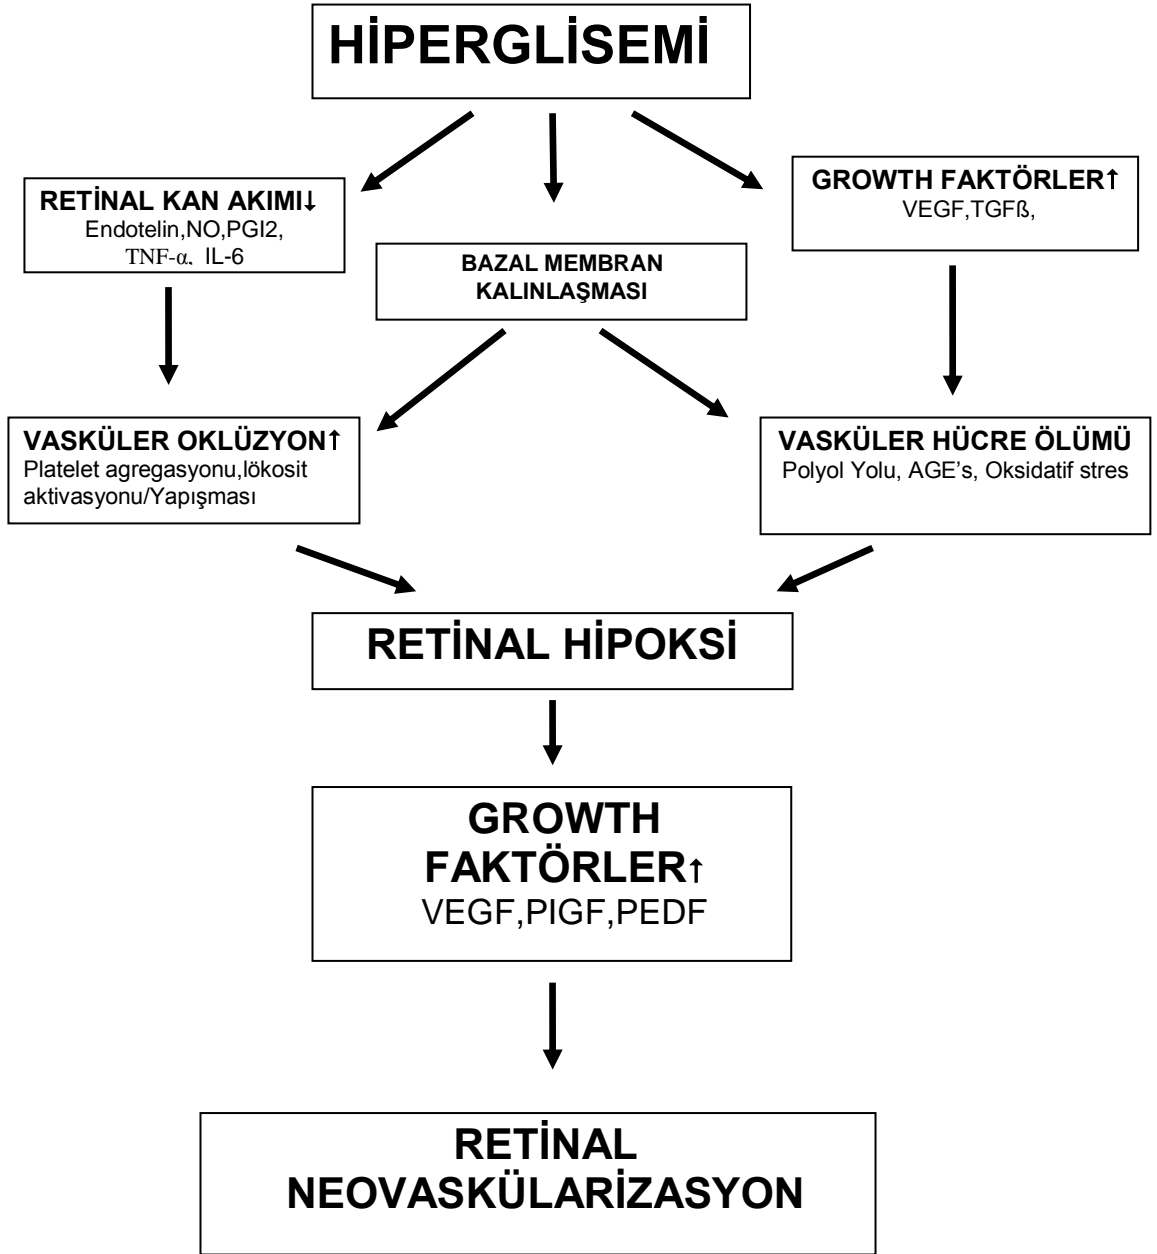 HİPERGLİSEMİ
RETİNAL KAN AKIMI↓
Endotelin,NO,PGI2,
TNF-α, IL-6
BAZAL MEMBRAN
KALINLAŞMASI
GROWTH FAKTÖRLER↑
VEGF,TGFß,
VASKÜLER OKLÜZYON↑
Platelet agregasyonu,lökosit
aktivasyonu/Yapışması
VASKÜLER HÜCRE ÖLÜMÜ
Polyol Yolu, AGE’s, Oksidatif stres
RETİNAL HİPOKSİ
GROWTH
FAKTÖRLER↑
VEGF,PIGF,PEDF
RETİNAL
NEOVASKÜLARİZASYON